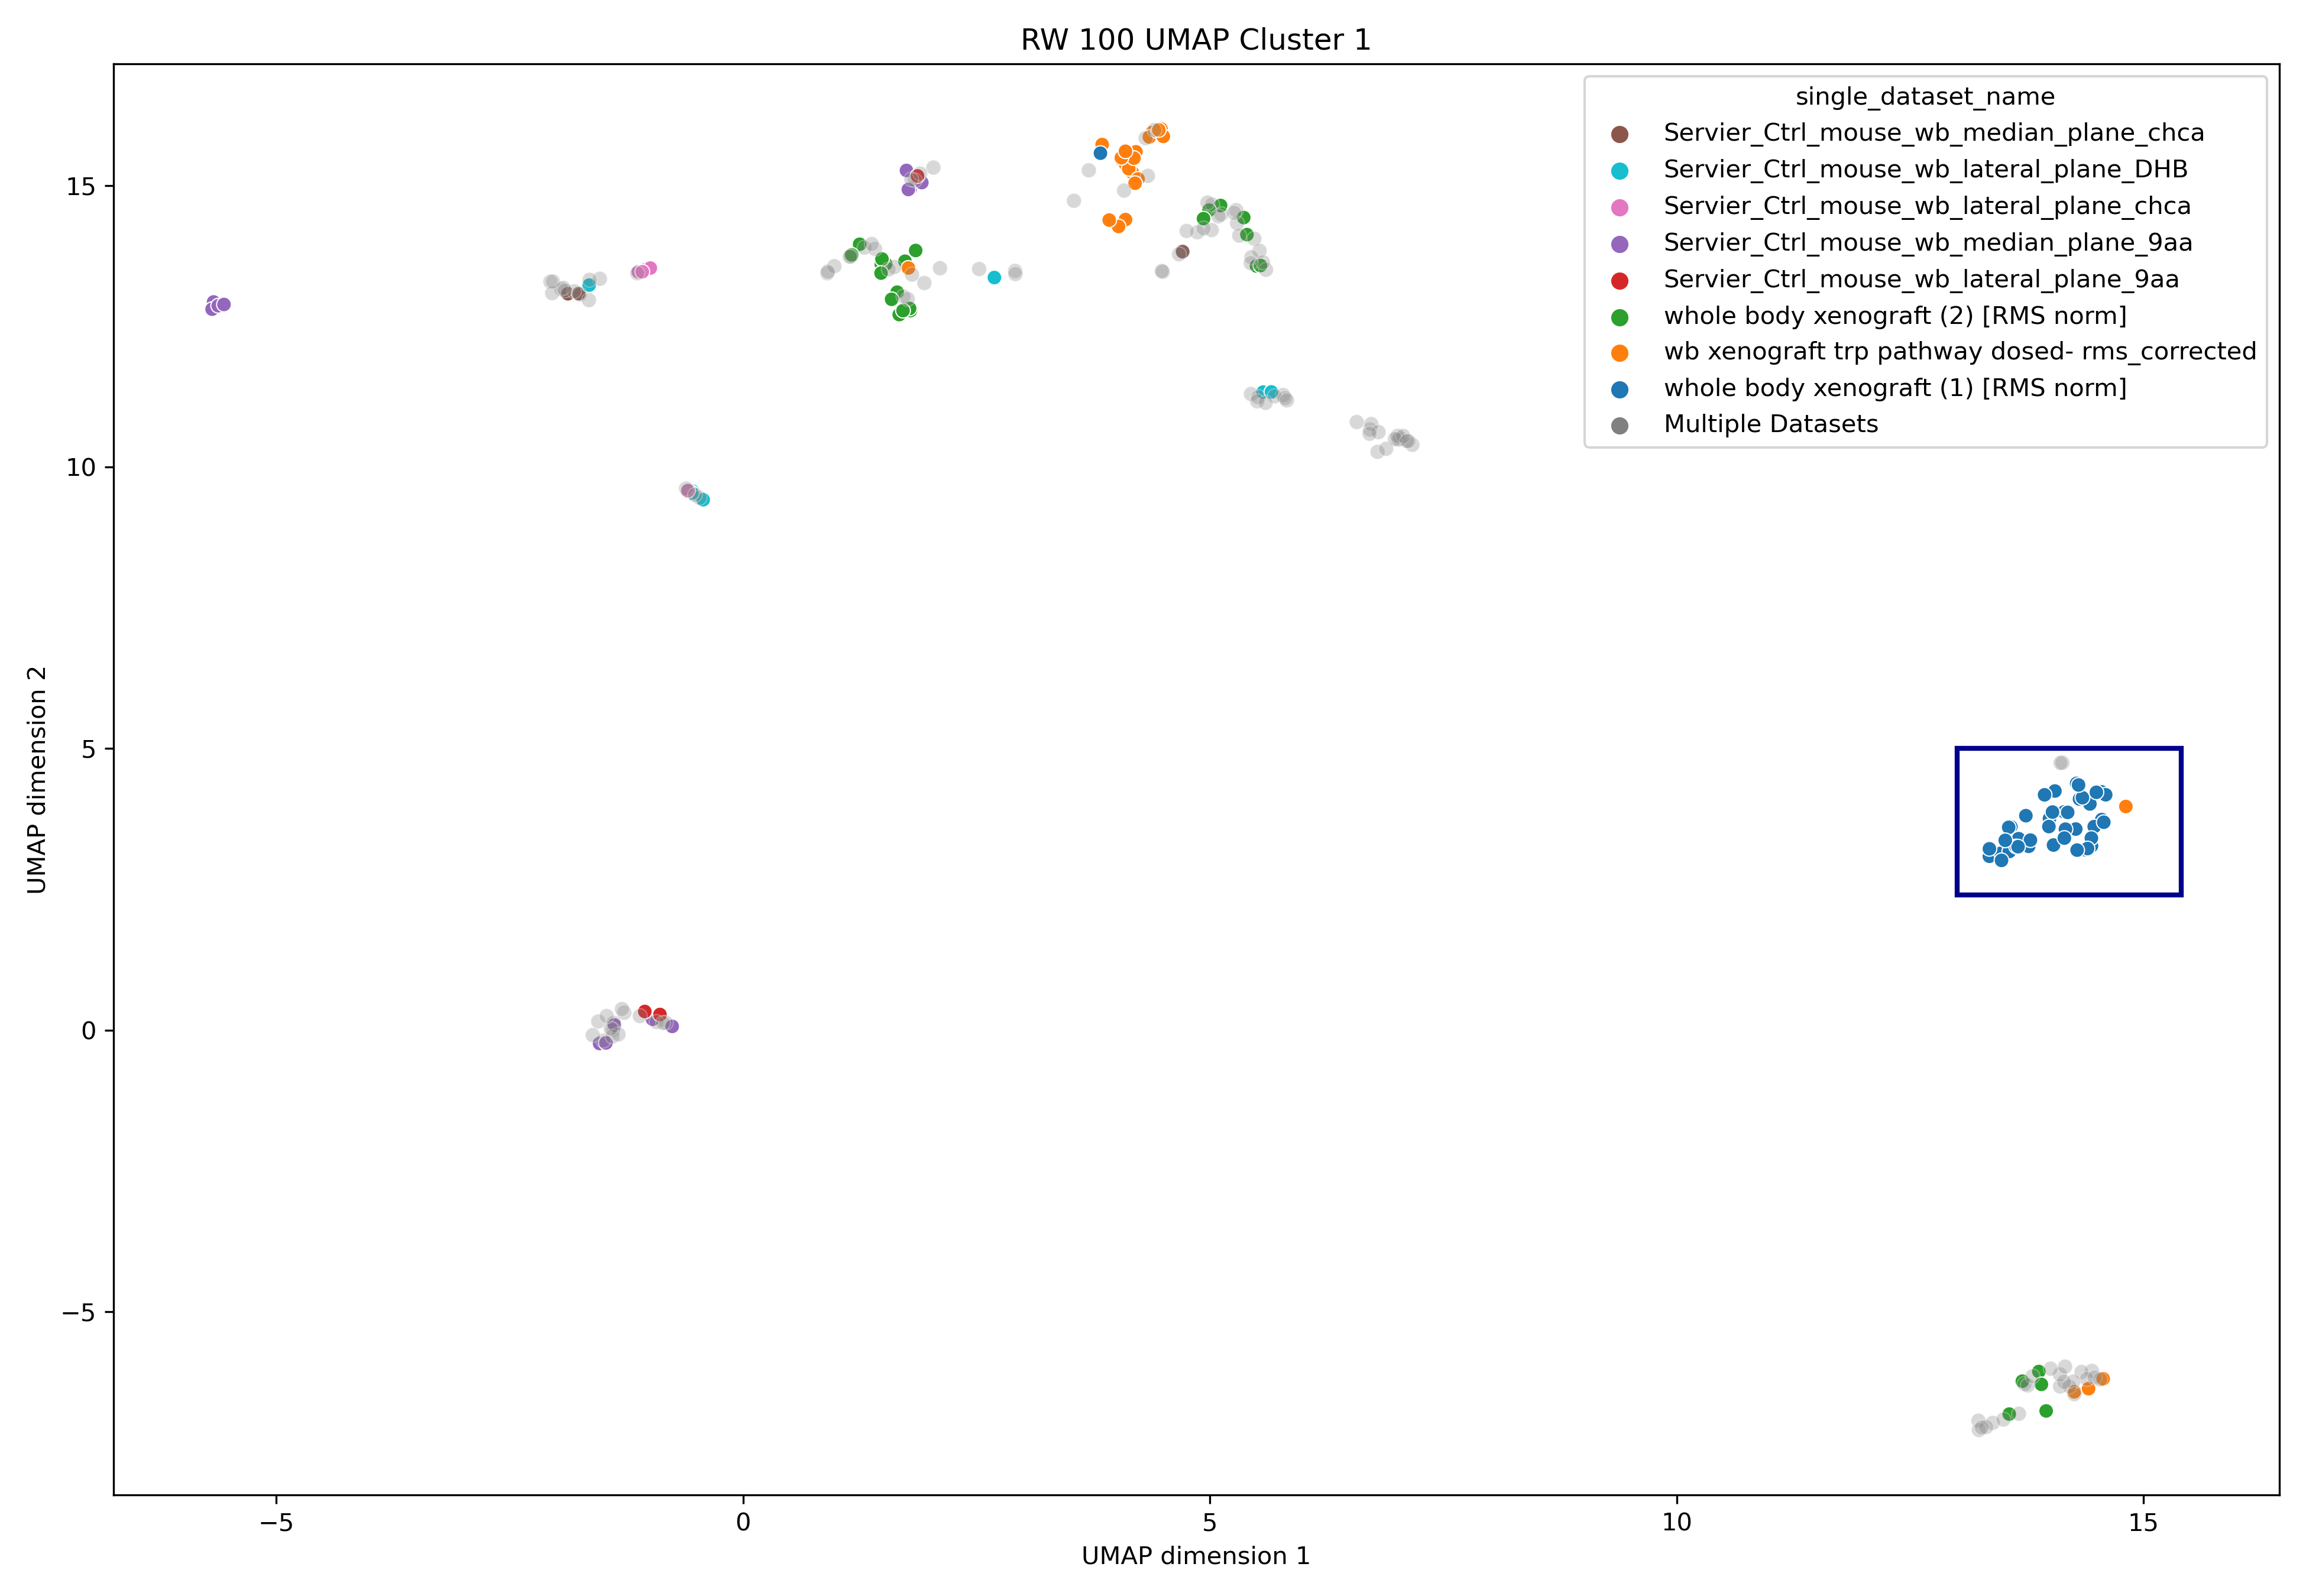 RW 100 UMAP Cluster 1
single_dataset_name
Servier_Ctrl_mouse_wb_median_plane_chca
Servier_Ctrl_mouse_wb_lateral_plane_DHB
Servier_Ctrl_mouse_wb_lateral_plane_chca
Servier_Ctrl_mouse_wb_median_plane_9aa
Servier_Ctrl_mouse_wb_lateral_plane_9aa
whole body xenograft (2) [RMS norm]
wb xenograft trp pathway dosed- rms_corrected
whole body xenograft (1) [RMS norm]
Multiple Datasets
UMAP dimension 2
15
10
5
0
−5
−5
0
5
10
15
UMAP dimension 1